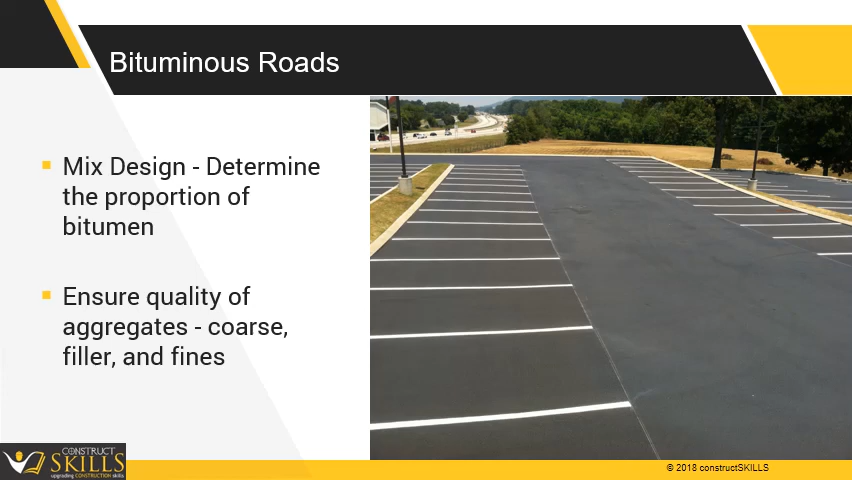 Bituminous Roads
Mix Design - Determine
the proportion of
bitumen
Ensure quality of
aggregates - coarse,
filler, and fines
CONSTRUCT
SKILLS
upgrading CONSTRUCTION skills
© 2018 constructSKILLS